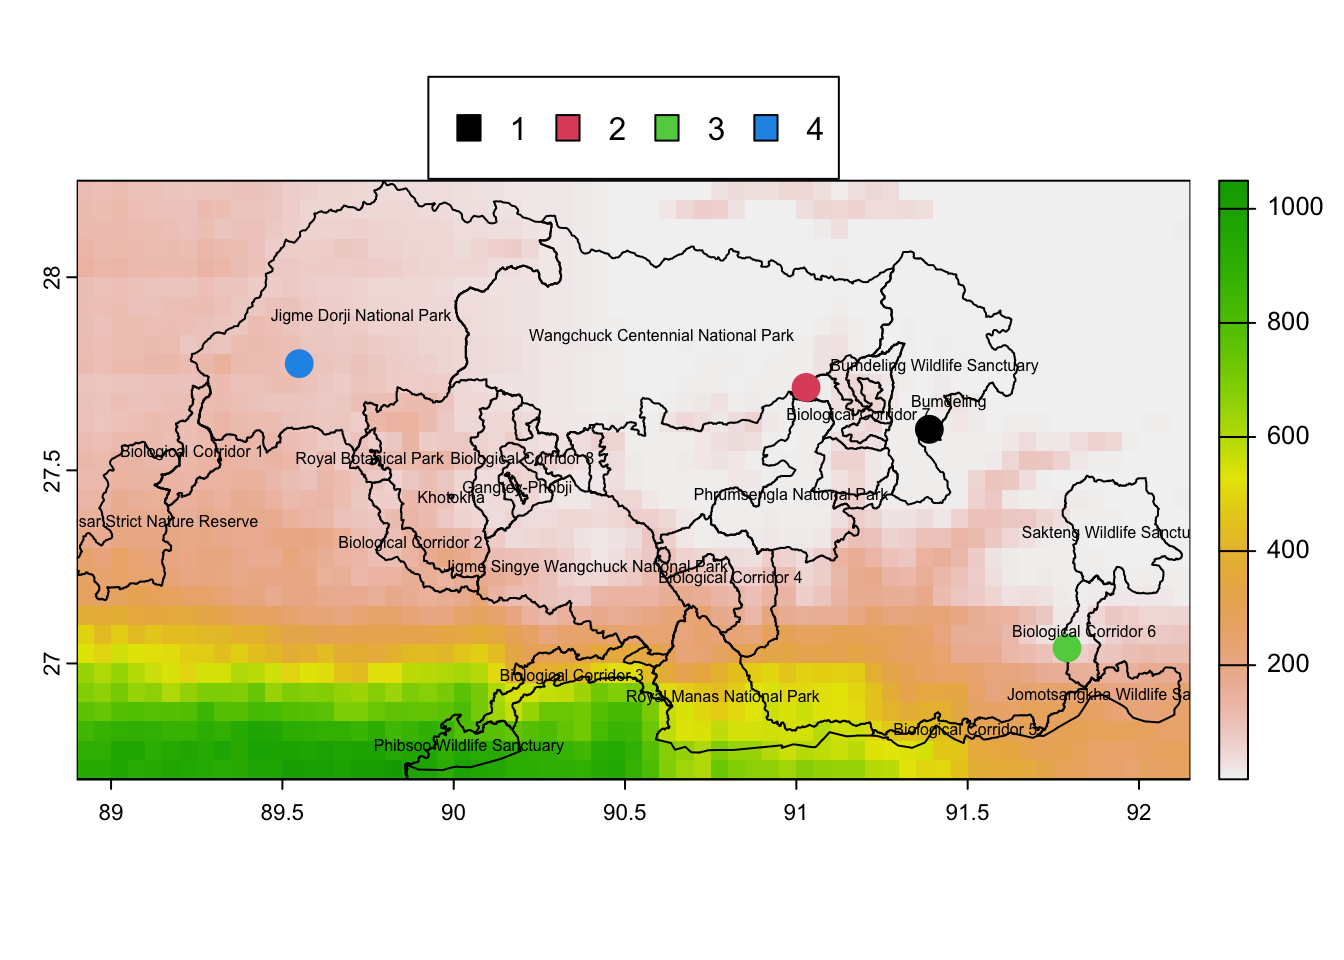 1 2 3 4
1000
28
Jigme Dorji National Park
800
Wangchuck Centennial National Park
Bumdeling Wildlife Sanctuary
Bumdeling
Biological Corridor 7
600
Biological Corridor 1
Royal Botanical Park
Biological Corridor 8
27.5
Gangtey-Phobji
Khotokha
Phrumsengla National Park
sar Strict Nature Reserve
Sakteng Wildlife Sanctu
Biological Corridor 2
400
Jigme Singye Wangchuck National Park
Biological Corridor 4
Biological Corridor 6
27
200
Biological Corridor 3
Royal Manas National Park
Jomotsangkha Wildlife Sa
Biological Corridor 5
Phibsoo Wildlife Sanctuary
89 89.5 90 90.5 91 91.5 92